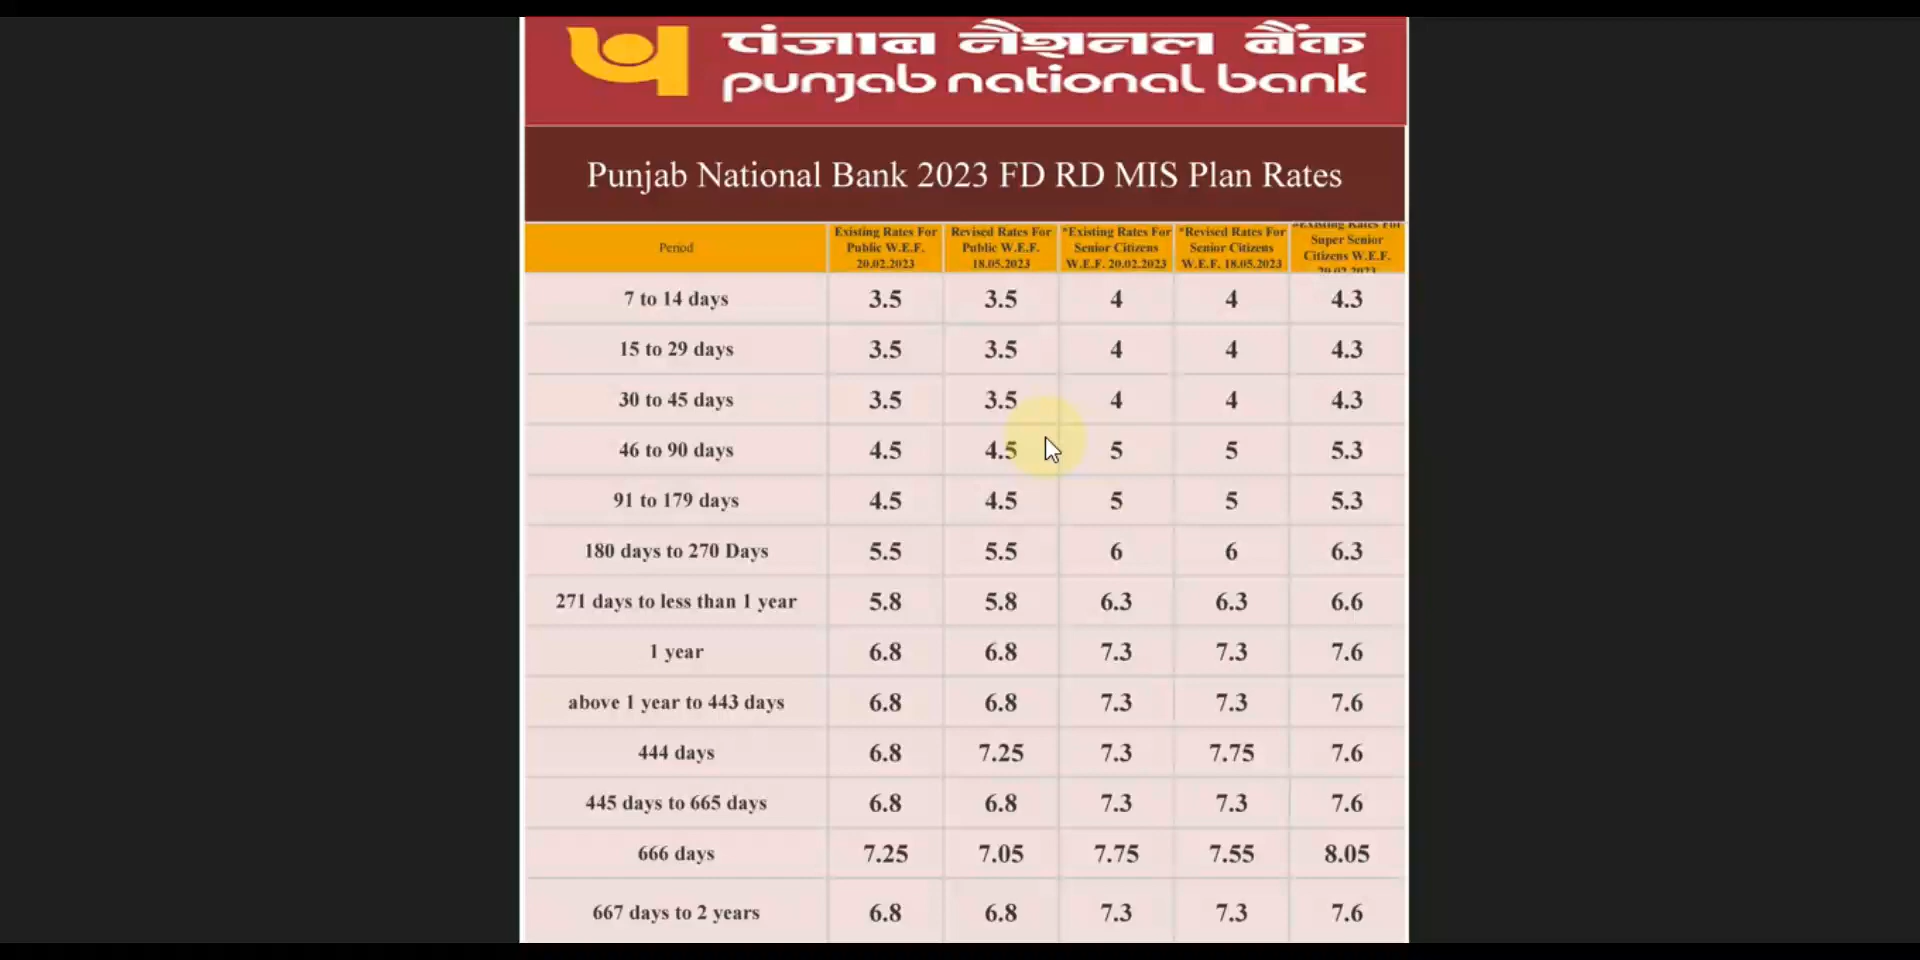 पंजाब नैशनल बैंक
punjab national bank
Punjab National Bank 2023 FD RD MIS Plan Rates
Period | Existing Rates For Public W.E.F. 20.02.2023 | Revised Rates For Public W.E.F. 18.05.2023 | *Existing Rates For Senior Citizens W.E.F. 20.02.2023 | *Revised Rates For Senior Citizens W.E.F. 18.05.2023 | *Existing Rates For Super Senior Citizens W.E.F. 20.02.2023
7 to 14 days 3.5 3.5 4 4 4.3
15 to 29 days 3.5 3.5 4 4 4.3
30 to 45 days 3.5 3.5 4 4 4.3
46 to 90 days 4.5 4.5 5 5 5.3
91 to 179 days 4.5 4.5 5 5 5.3
180 days to 270 Days 5.5 5.5 6 6 6.3
271 days to less than 1 year 5.8 5.8 6.3 6.3 6.6
1 year 6.8 6.8 7.3 7.3 7.6
above 1 year to 443 days 6.8 6.8 7.3 7.3 7.6
444 days 6.8 7.25 7.3 7.75 7.6
445 days to 665 days 6.8 6.8 7.3 7.3 7.6
666 days 7.25 7.05 7.75 7.55 8.05
667 days to 2 years 6.8 6.8 7.3 7.3 7.6